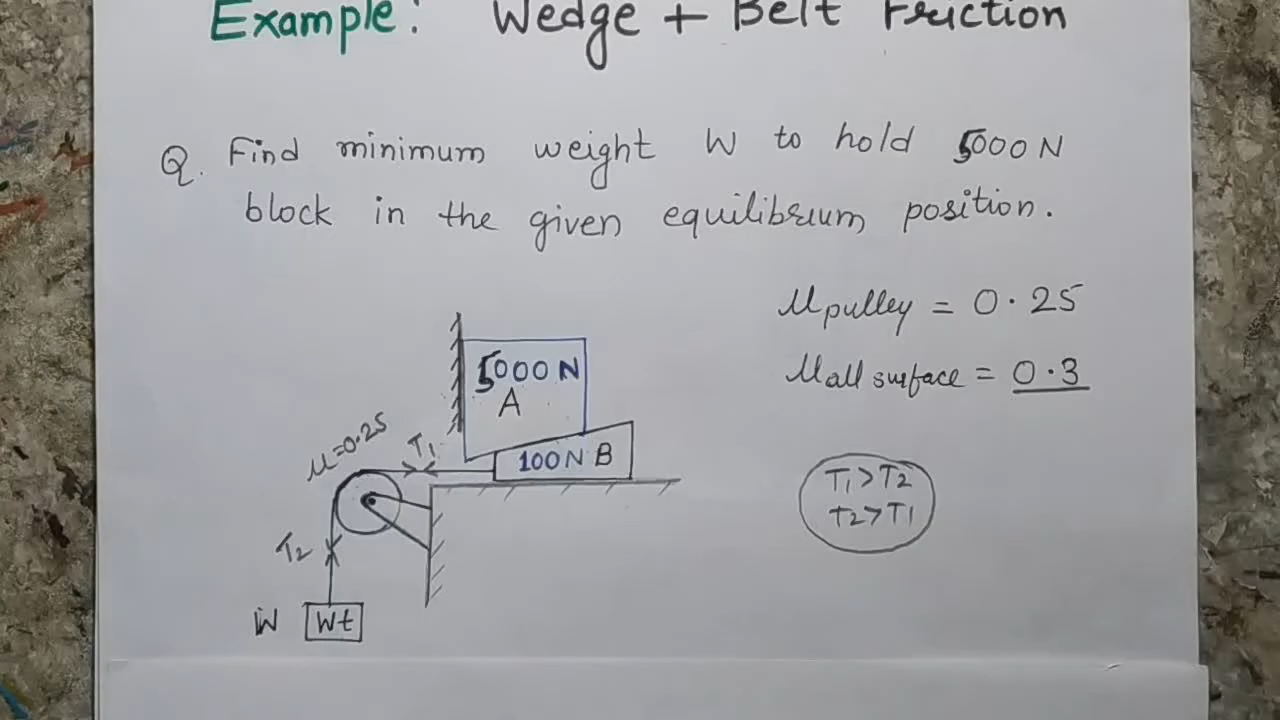 Example: Wedge + Belt Friction
Q. Find minimum weight W to hold 5000 N
block in the given equilibrium position.
μpulley = 0.25
μall surface = 0.3
5000 N
A
μ=0.25
T1
100N B
T1>T2
T2>T1
T2
W
Wt